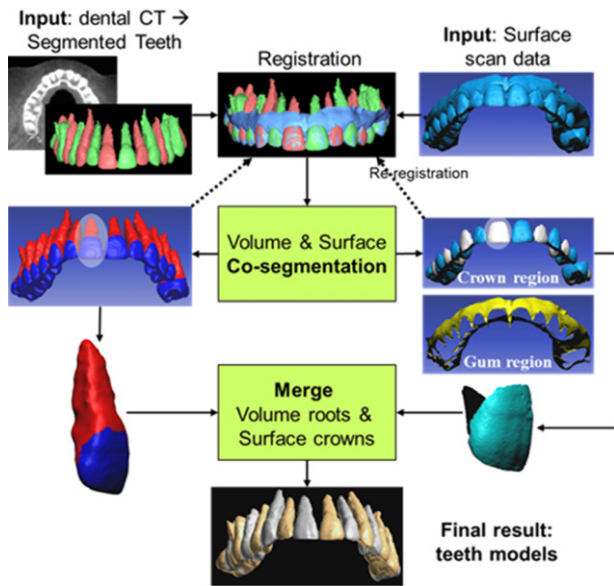 Input: dental CT →
Segmented Teeth
Registration
Input: Surface
scan data
Re-registration
Volume & Surface
Co-segmentation
Crown region
Gum region
Merge
Volume roots &
Surface crowns
Final result:
teeth models